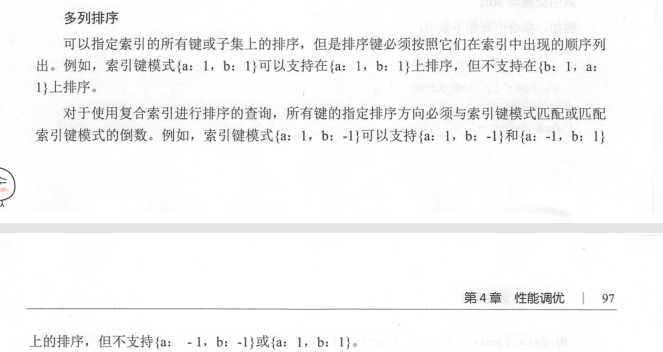 多列排序
可以指定索引的所有键或子集上的排序，但是排序键必须按照它们在索引中出现的顺序列
出。例如，索引键模式{a：1，b：1}可以支持在{a：1，b：1}上排序，但不支持在{b：1，a：
1}上排序。
对于使用复合索引进行排序的查询，所有键的指定排序方向必须与索引键模式匹配或匹配
索引键模式的倒数。例如，索引键模式{a：1，b：-1}可以支持{a：1，b：-1}和{a：-1，b：1}
第4章 性能调优 | 97
上的排序，但不支持{a： -1，b：-1}或{a：1，b：1}。